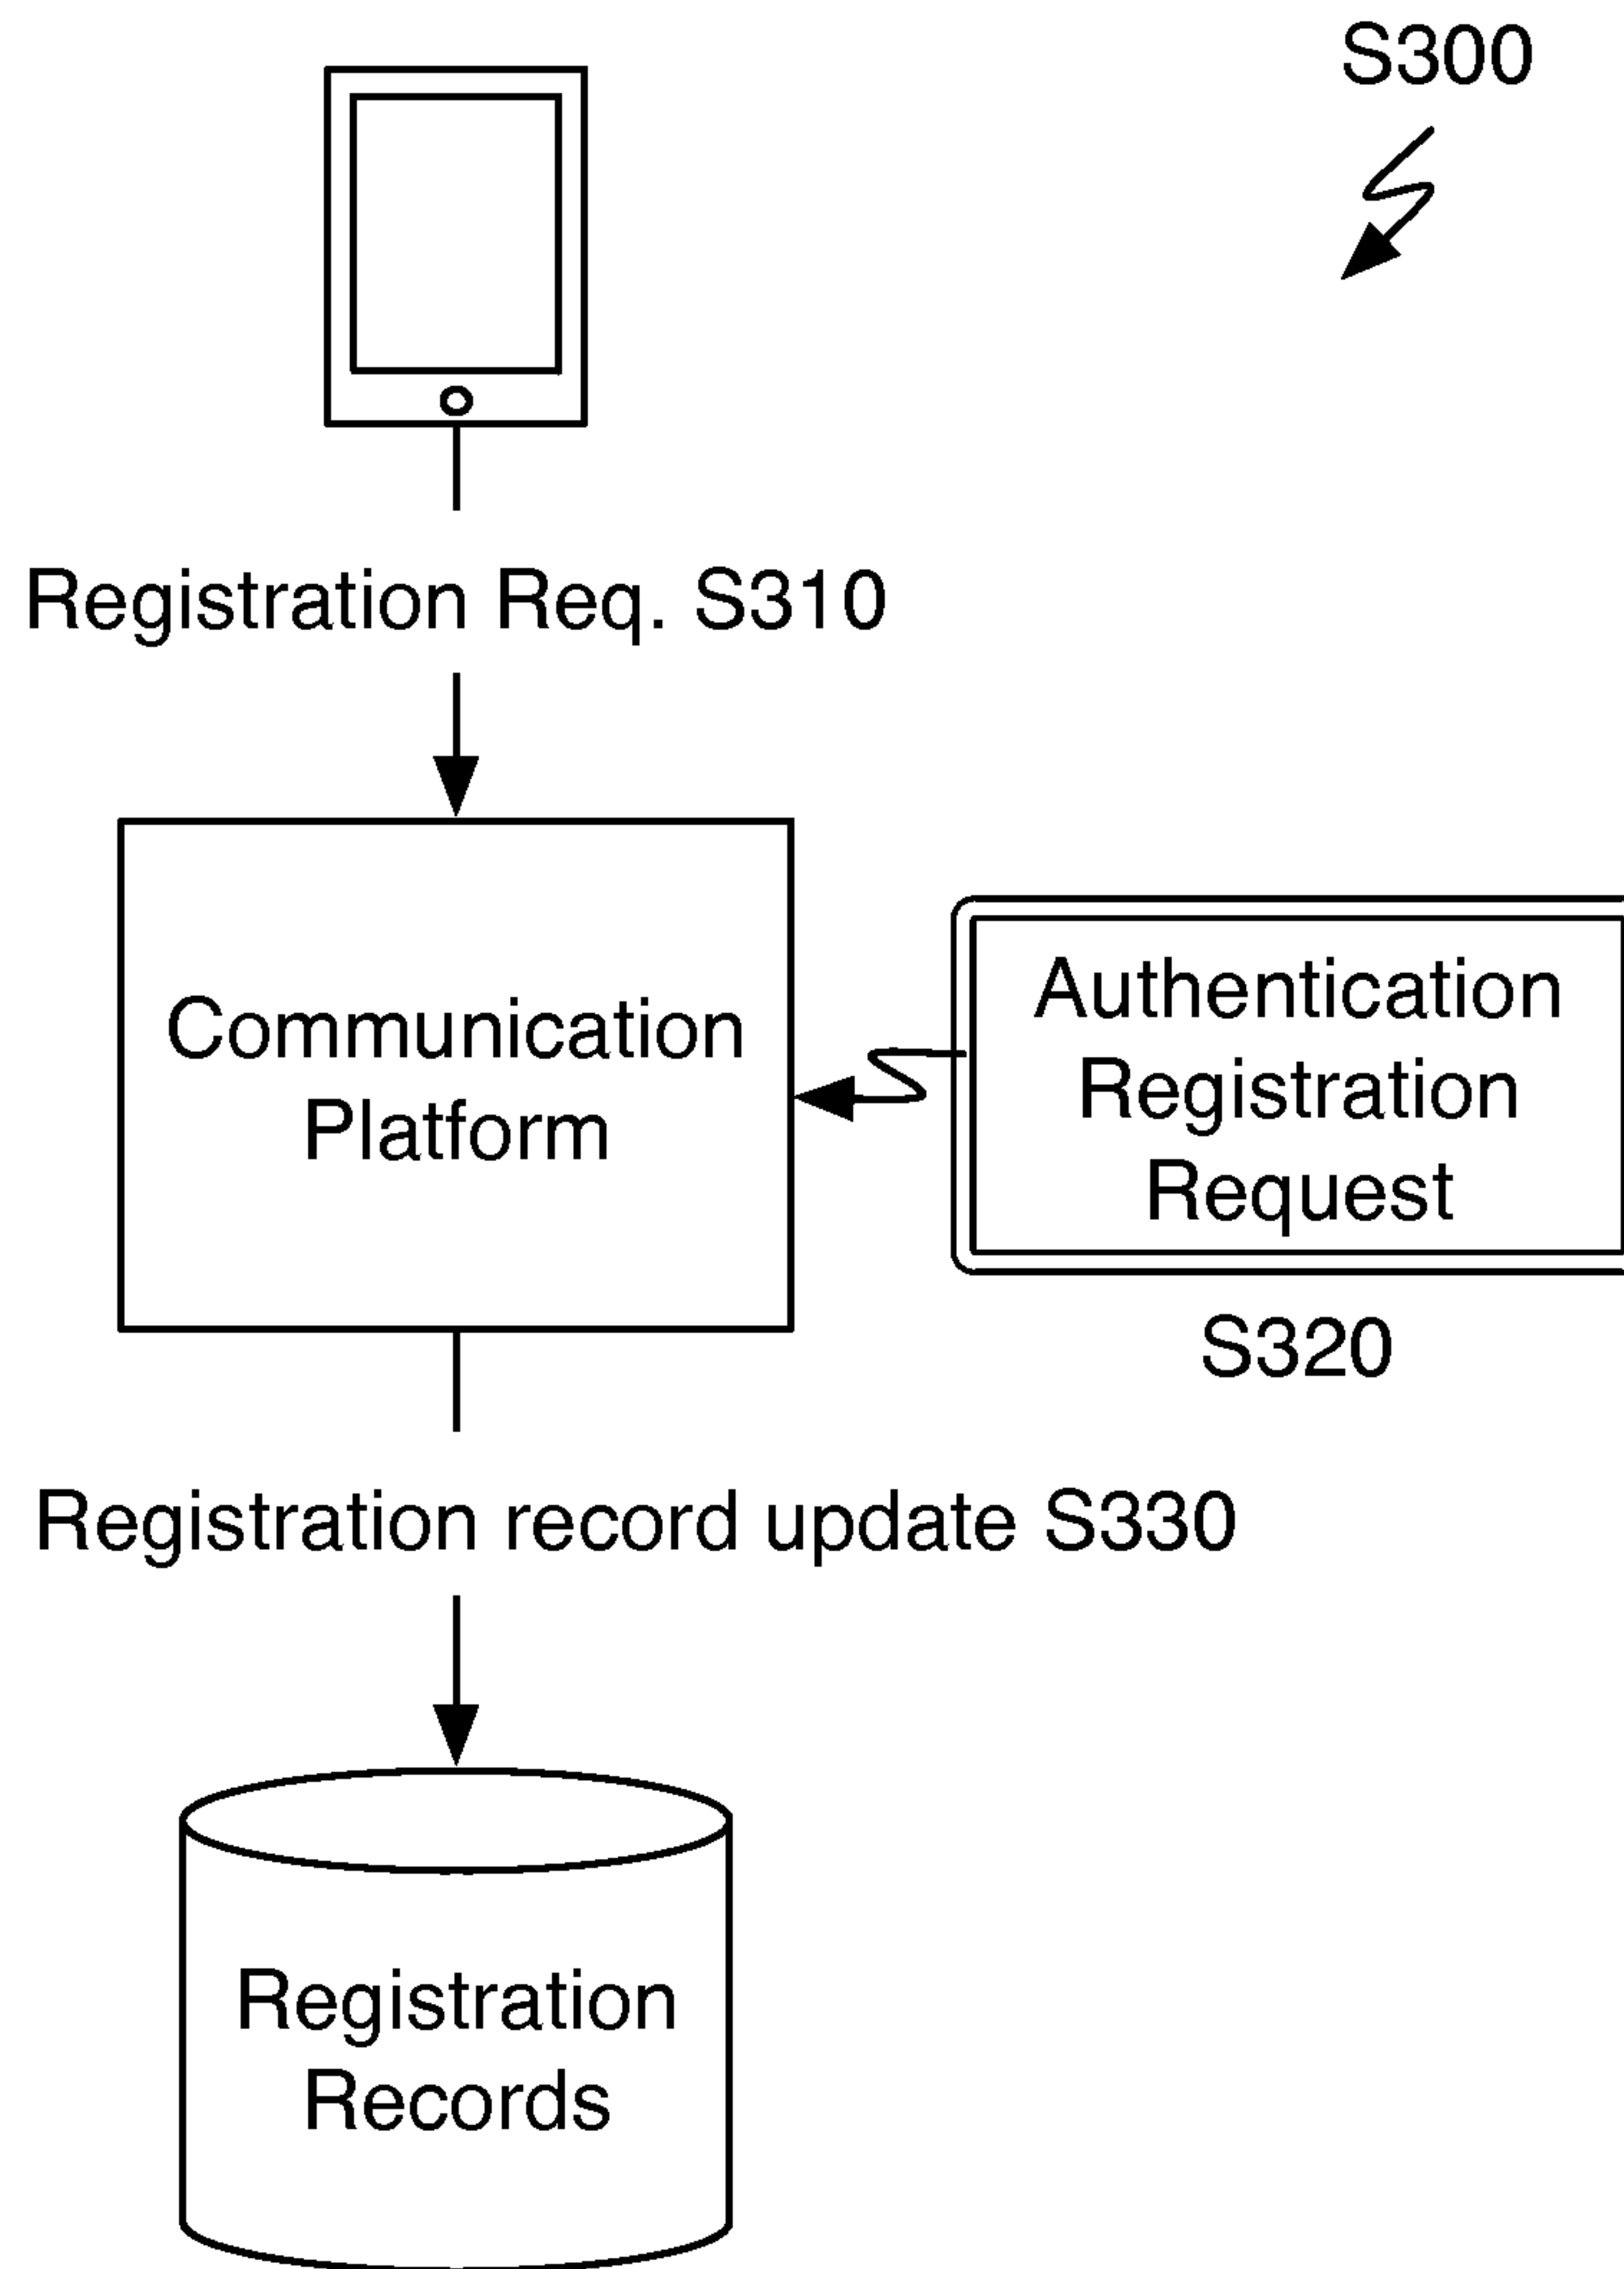 S300
Registration Req. S310
Communication
Platform
Authentication
Registration
Request
S320
Registration record update S330
Registration
Records